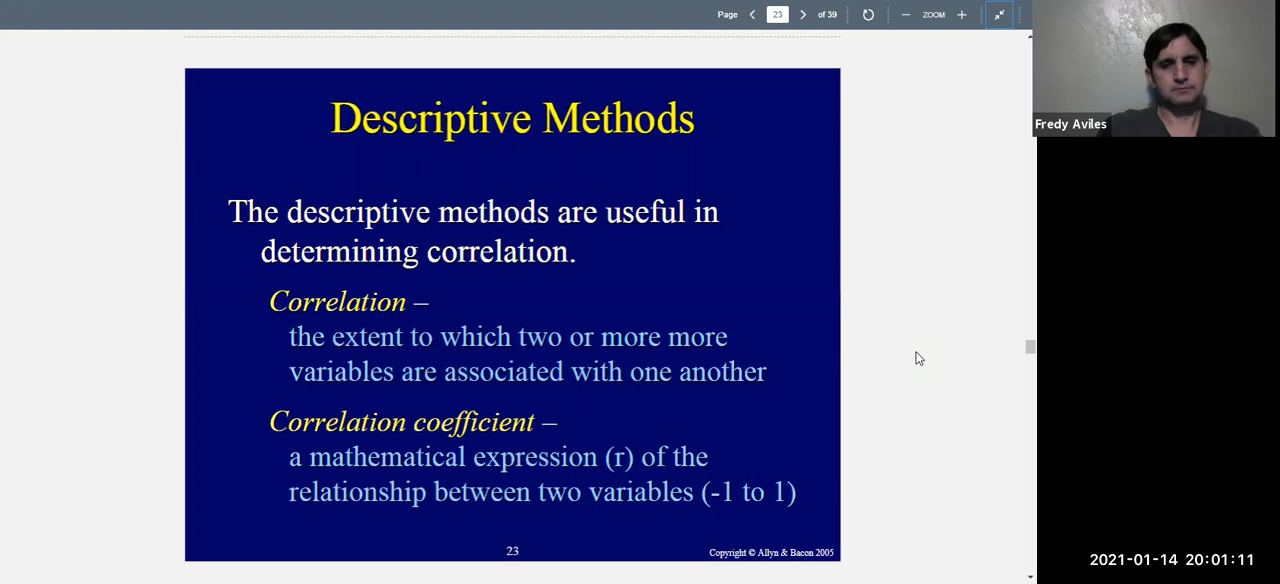 Page 23 of 39 ZOOM
Fredy Aviles
Descriptive Methods
The descriptive methods are useful in
determining correlation.
Correlation –
the extent to which two or more more
variables are associated with one another
Correlation coefficient –
a mathematical expression (r) of the
relationship between two variables (-1 to 1)
23
Copyright © Allyn & Bacon 2005
2021-01-14 20:01:11